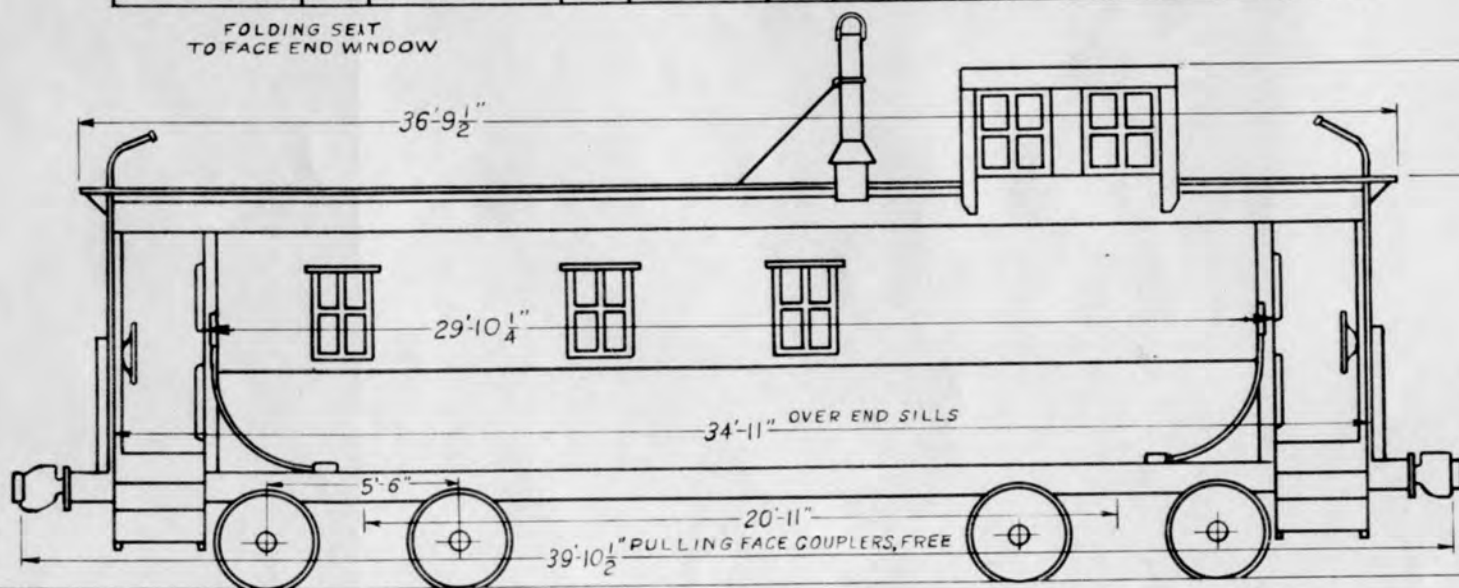 FOLDING SEAT
TO FACE END WINDOW
36'-9 1/2"
29'-10 1/4"
34'-11" OVER END SILLS
5'-6"
20'-11"
39'-10 1/2" PULLING FACE COUPLERS, FREE